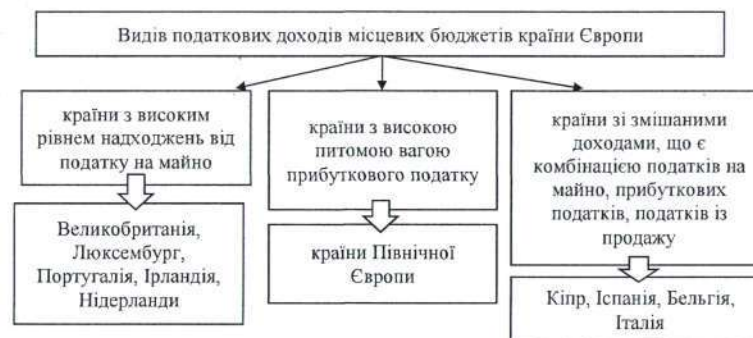 Видів податкових доходів місцевих бюджетів країни Європи
країни з високим
рівнем надходжень від
податку на майно
країни з високою
питомою вагою
прибуткового податку
країни зі змішаними
доходами, що є
комбінацією податків на
майно, прибуткових
податків, податків із
продажу
Великобританія,
Люксембург,
Португалія, Ірландія,
Нідерланди
країни Північної
Європи
Кіпр, Іспанія, Бельгія,
Італія